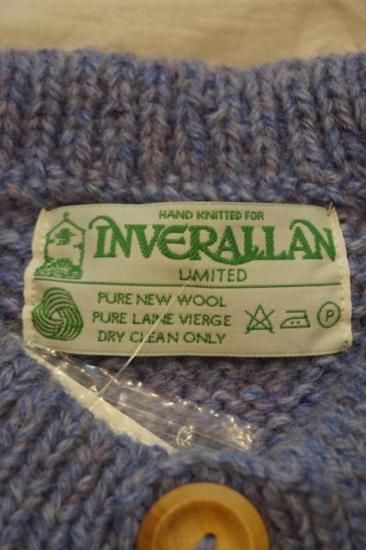 HAND KNITTED FOR
INVERALLAN
LIMITED
PURE NEW WOOL
PURE LAINE VIERGE
DRY CLEAN ONLY
P